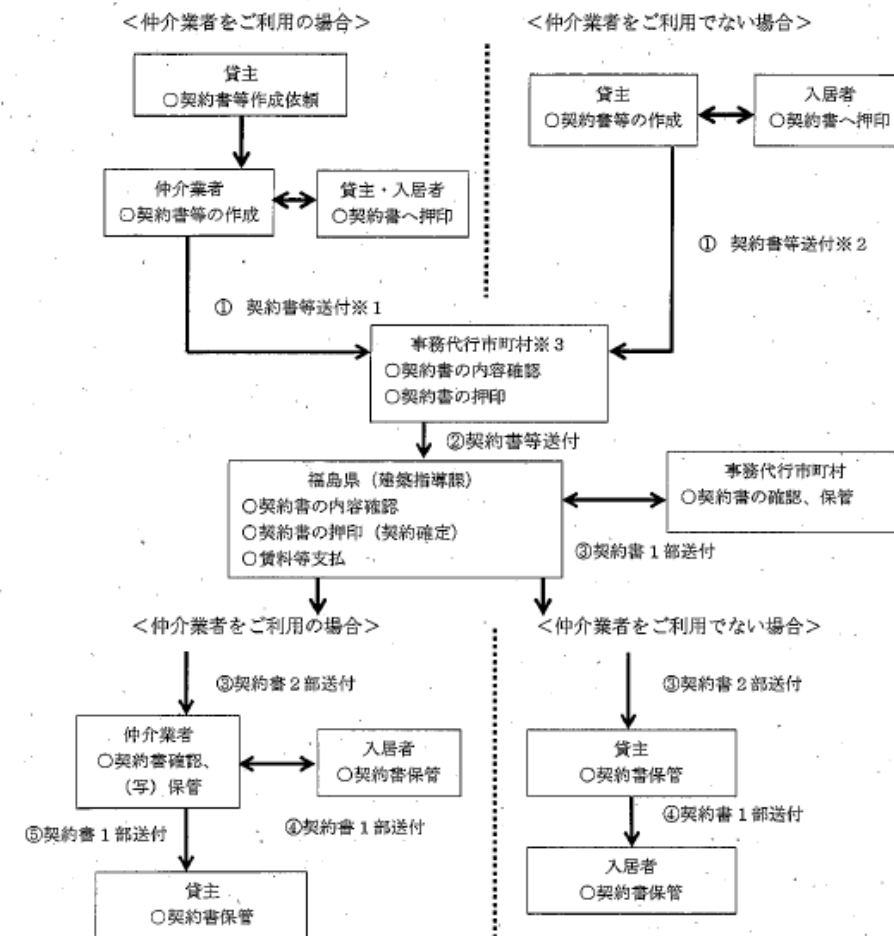 ＜仲介業者をご利用の場合＞
＜仲介業者をご利用でない場合＞
貸主
○契約書等作成依頼
貸主
○契約書等の作成
入居者
○契約書へ押印
仲介業者
○契約書等の作成
貸主・入居者
○契約書へ押印
① 契約書等送付※１
① 契約書等送付※２
事務代行市町村※３
○契約書の内容確認
○契約書の押印
②契約書等送付
福島県（建築指導課）
○契約書の内容確認
○契約書の押印（契約確定）
○賃料等支払
事務代行市町村
○契約書の確認、保管
③契約書１部送付
＜仲介業者をご利用の場合＞
＜仲介業者をご利用でない場合＞
③契約書２部送付
③契約書２部送付
仲介業者
○契約書確認、
（写）保管
入居者
○契約書保管
貸主
○契約書保管
⑤契約書１部送付
④契約書１部送付
④契約書１部送付
貸主
○契約書保管
入居者
○契約書保管